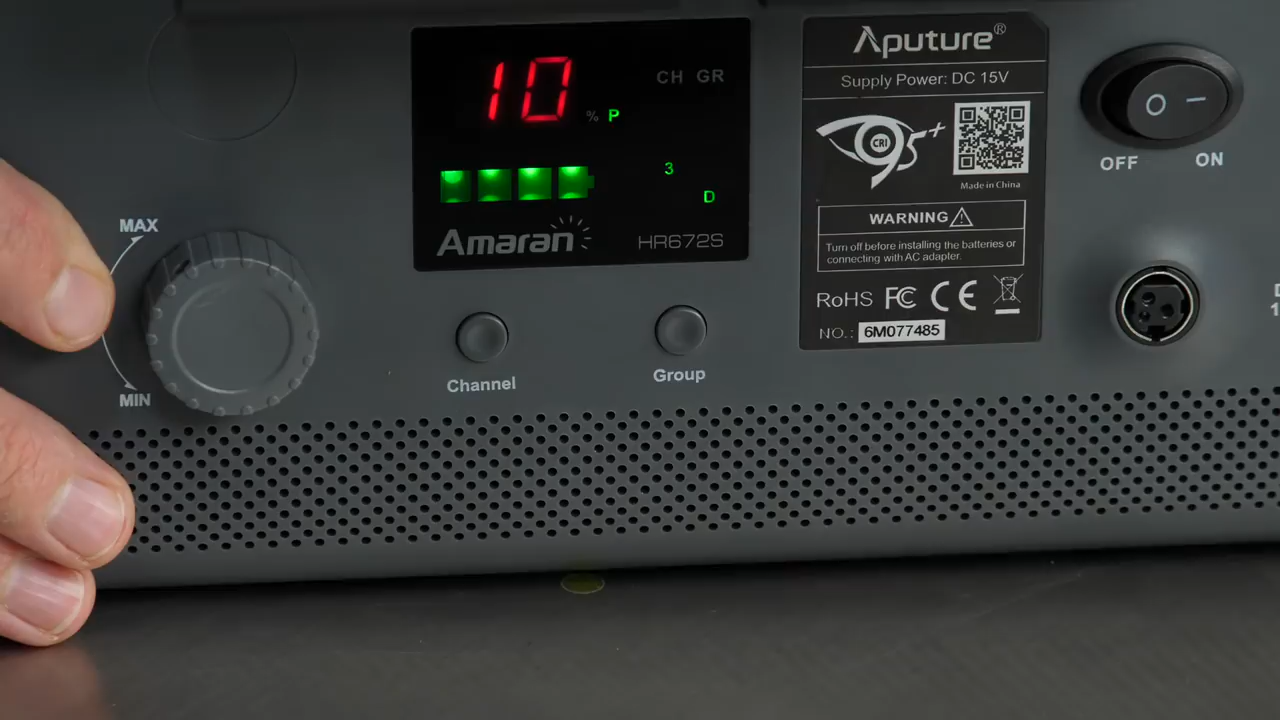 10
% P
CH GR
3
D
Amaran
HR672S
MAX
MIN
Channel
Group
Aputure®
Supply Power: DC 15V
CRI
95+
Made in China
WARNING
Turn off before installing the batteries or
connecting with AC adapter.
RoHS FC CE
NO.: 6M077485
O –
OFF
ON